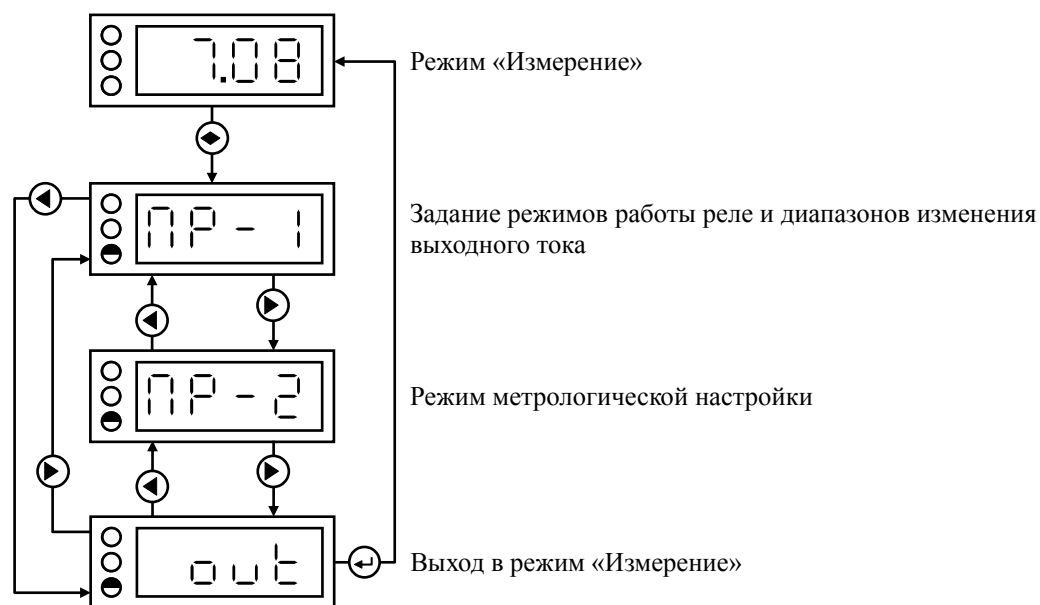 7.08
Режим «Измерение»
ПР-1
Задание режимов работы реле и диапазонов изменения
выходного тока
ПР-2
Режим метрологической настройки
out
Выход в режим «Измерение»